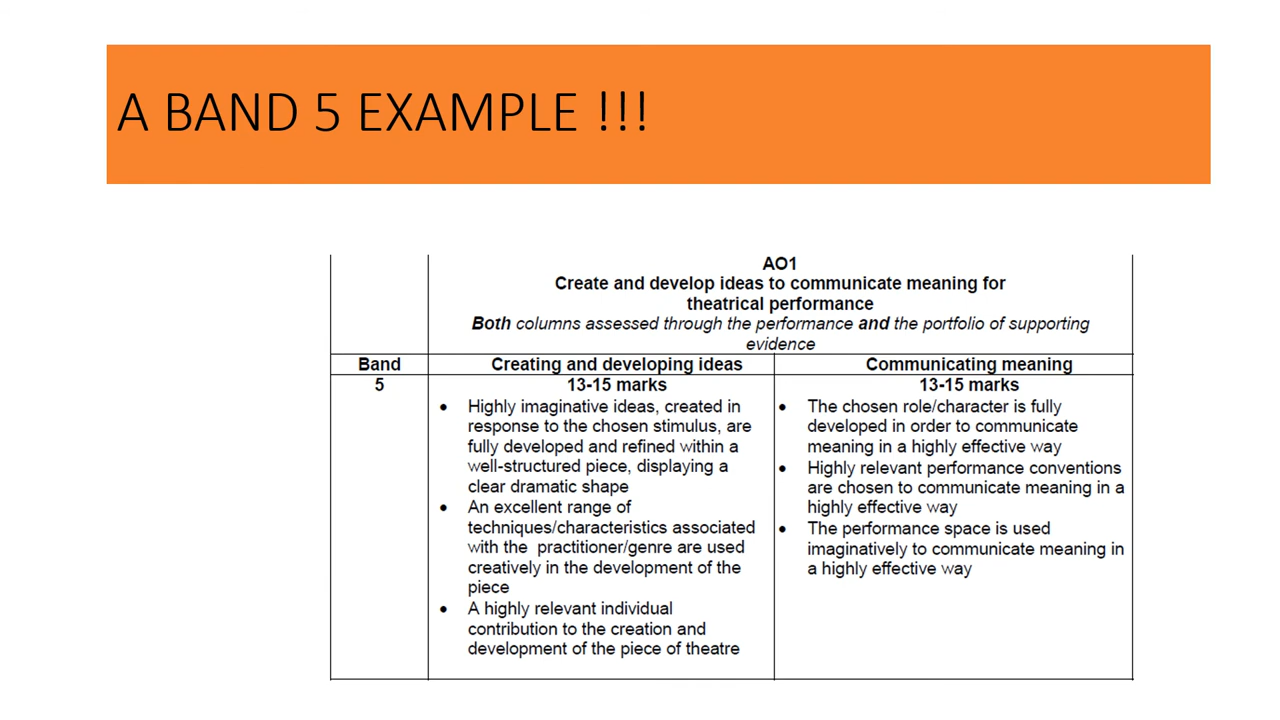 A BAND 5 EXAMPLE !!!
AO1
Create and develop ideas to communicate meaning for
theatrical performance
Both columns assessed through the performance and the portfolio of supporting
evidence
Band
Creating and developing ideas
Communicating meaning
5
13-15 marks
• Highly imaginative ideas, created in
response to the chosen stimulus, are
fully developed and refined within a
well-structured piece, displaying a
clear dramatic shape
• An excellent range of
techniques/characteristics associated
with the practitioner/genre are used
creatively in the development of the
piece
• A highly relevant individual
contribution to the creation and
development of the piece of theatre
13-15 marks
• The chosen role/character is fully
developed in order to communicate
meaning in a highly effective way
• Highly relevant performance conventions
are chosen to communicate meaning in a
highly effective way
• The performance space is used
imaginatively to communicate meaning in
a highly effective way